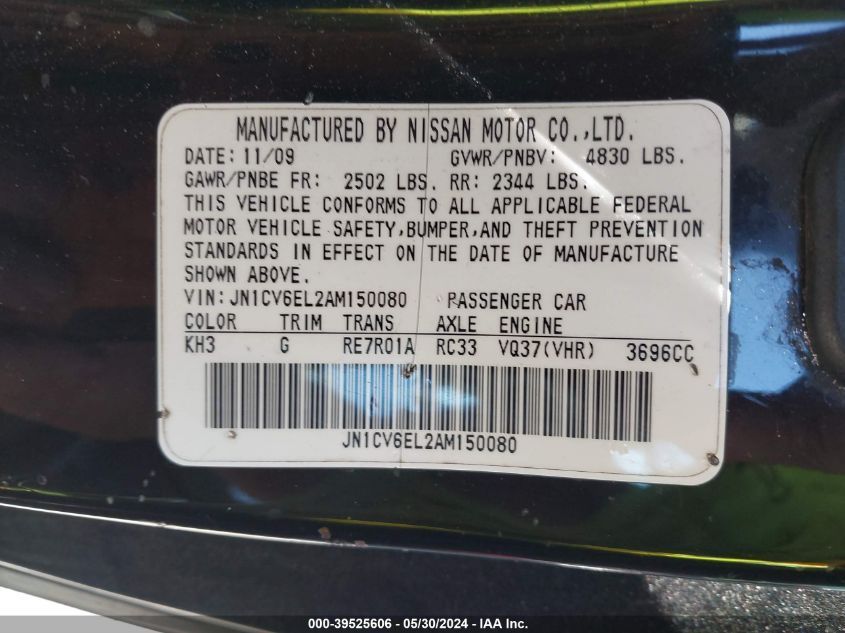 MANUFACTURED BY NISSAN MOTOR CO.,LTD.
DATE: 11/09 GVWR/PNBV: 4830 LBS.
GAWR/PNBE FR: 2502 LBS. RR: 2344 LBS.
THIS VEHICLE CONFORMS TO ALL APPLICABLE FEDERAL
MOTOR VEHICLE SAFETY,BUMPER,AND THEFT PREVENTION
STANDARDS IN EFFECT ON THE DATE OF MANUFACTURE
SHOWN ABOVE.
VIN: JN1CV6EL2AM150080 PASSENGER CAR
COLOR TRIM TRANS AXLE ENGINE
KH3 G RE7R01A RC33 VQ37(VHR) 3696CC
JN1CV6EL2AM150080
000-39525606 - 05/30/2024 - IAA Inc.